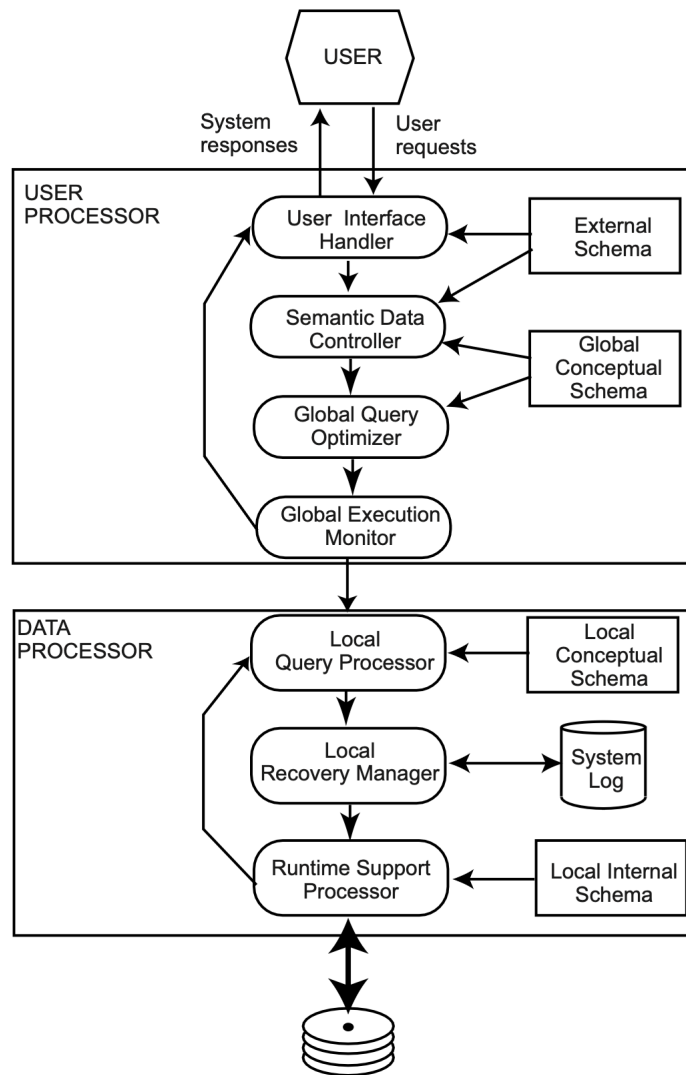 USER
System
responses
User
requests
USER
PROCESSOR
User Interface
Handler
External
Schema
Semantic Data
Controller
Global
Conceptual
Schema
Global Query
Optimizer
Global Execution
Monitor
DATA
PROCESSOR
Local
Query Processor
Local
Conceptual
Schema
Local
Recovery Manager
System
Log
Runtime Support
Processor
Local Internal
Schema